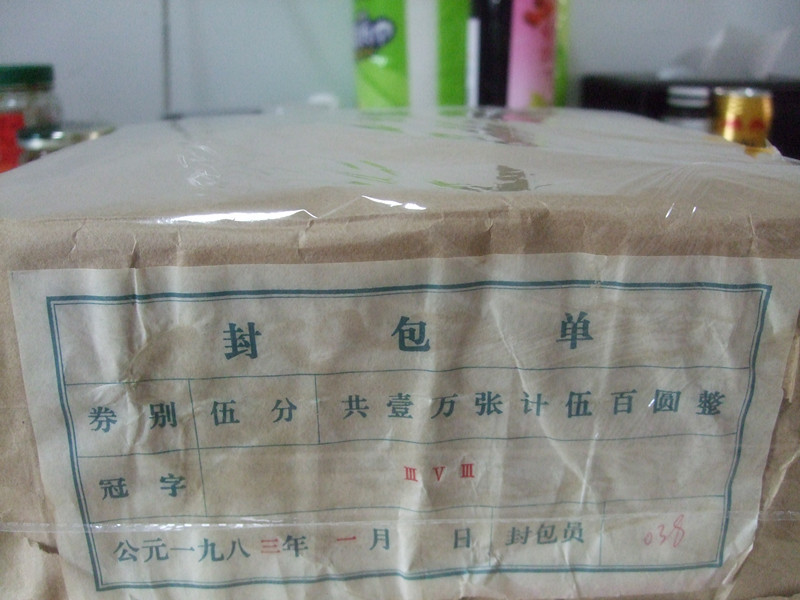 封包单
券别 伍分 共壹万张计伍百圆整
冠字 Ⅲ Ⅴ Ⅲ
公元一九八三年一月 日 封包员 038